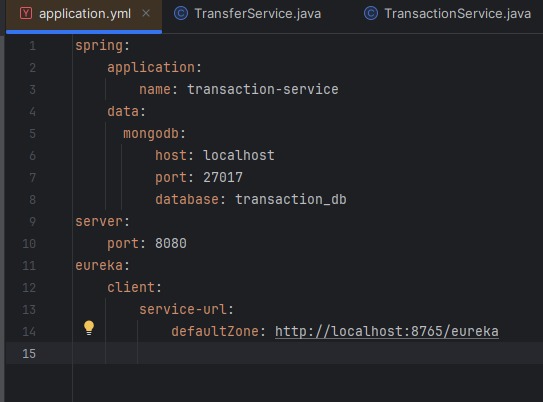 application.yml TransferService.java TransactionService.java
1 spring:
2 application:
3 name: transaction-service
4 data:
5 mongodb:
6 host: localhost
7 port: 27017
8 database: transaction_db
9 server:
10 port: 8080
11 eureka:
12 client:
13 service-url:
14 defaultZone: http://localhost:8765/eureka
15